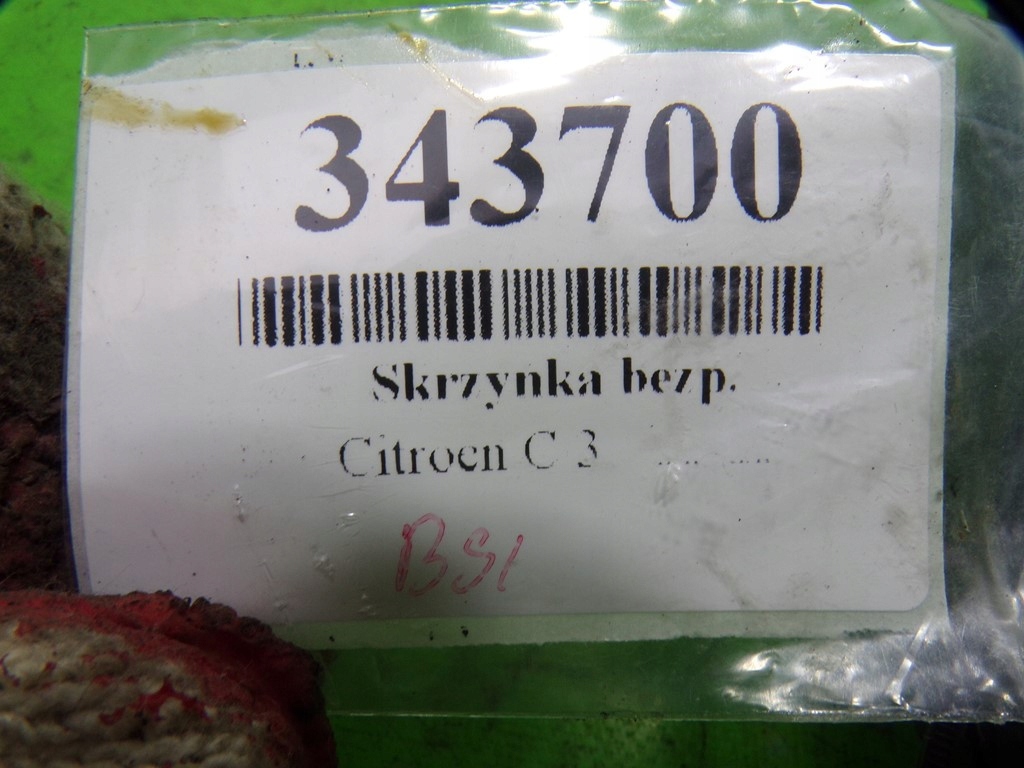 343700
Skrzynka bezp.
Citroen C 3
BSI